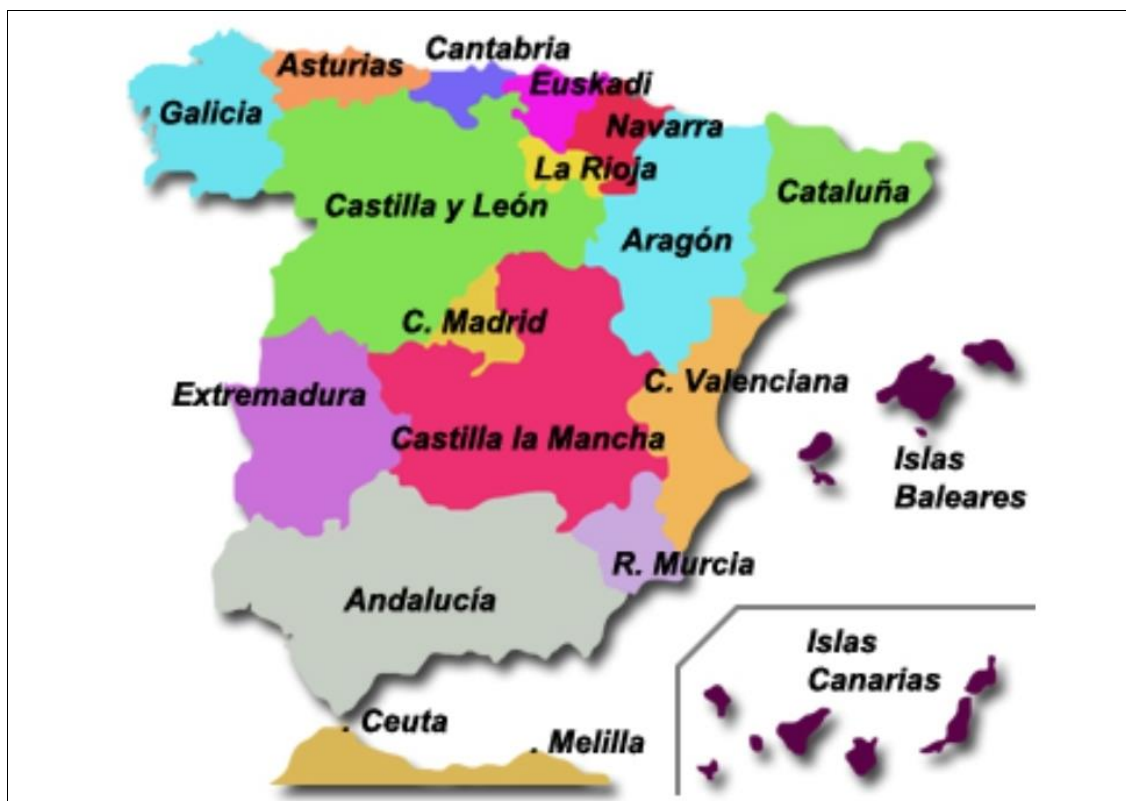 Cantabria
Asturias
Euskadi
Galicia
Navarra
La Rioja
Cataluña
Castilla y León
Aragón
C. Madrid
C. Valenciana
Extremadura
Castilla la Mancha
Islas
Baleares
R. Murcia
Andalucía
Islas
Canarias
. Ceuta
. Melilla